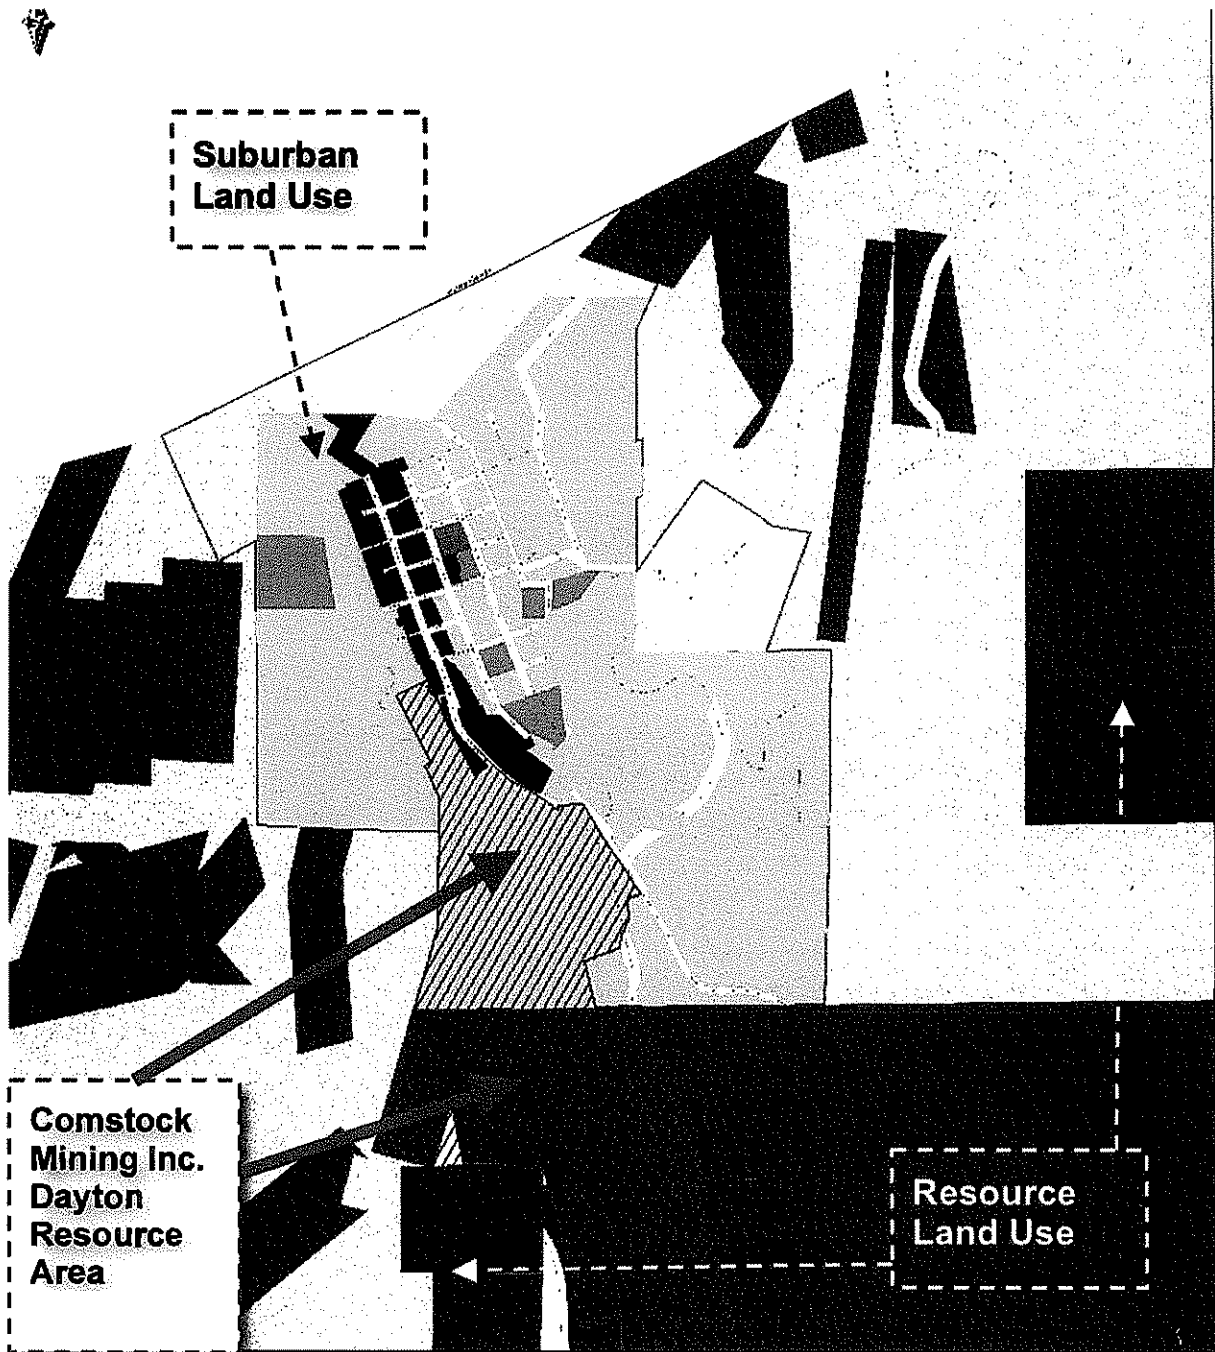 Suburban
Land Use
Comstock
Mining Inc.
Dayton
Resource
Area
Resource
Land Use